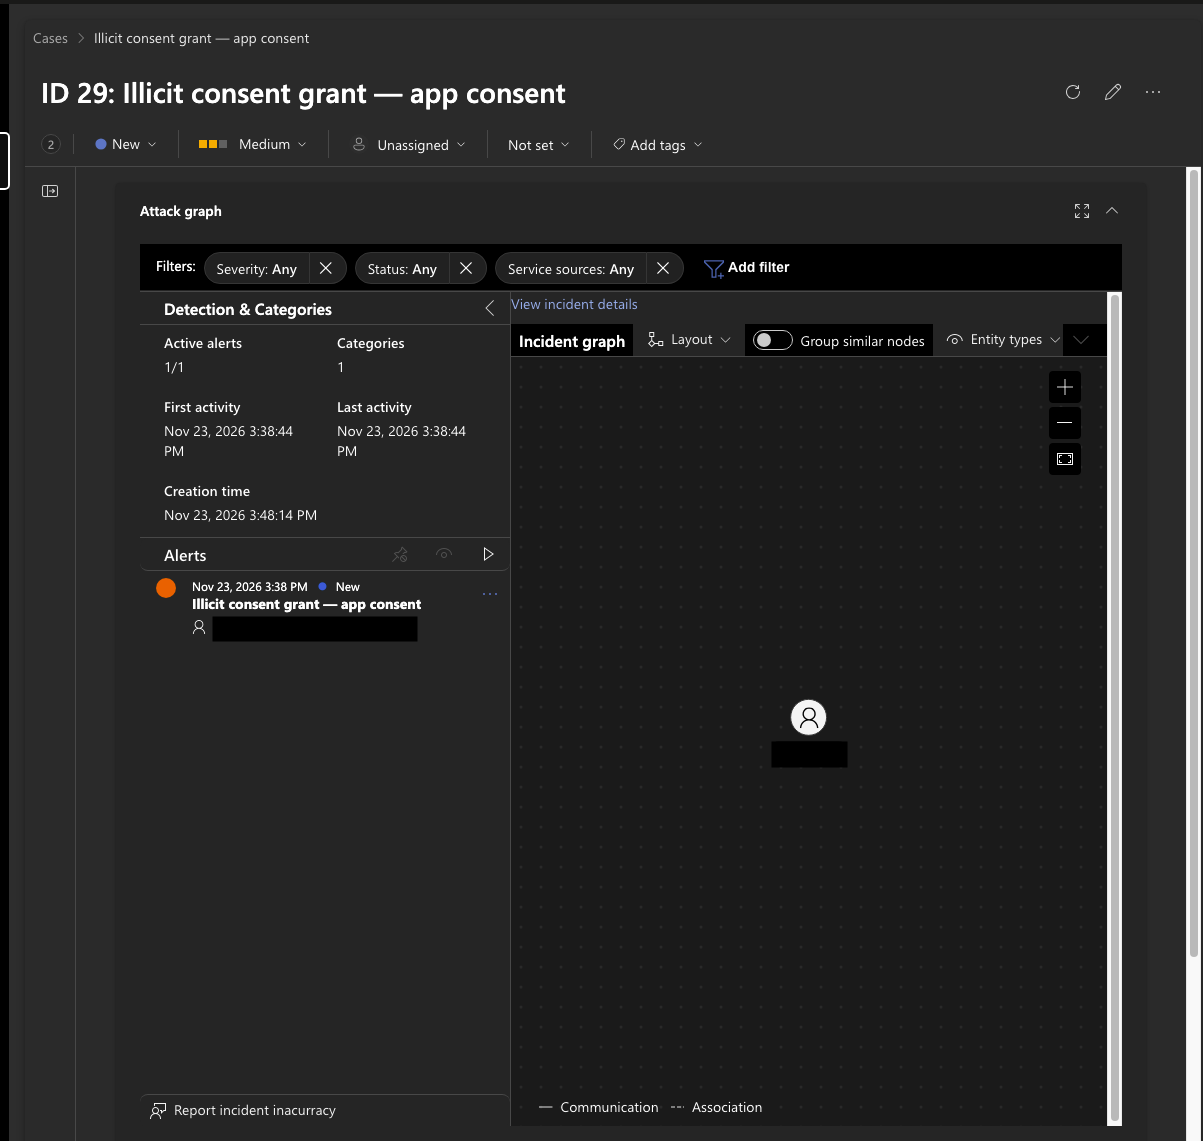 Cases > Illicit consent grant — app consent
ID 29: Illicit consent grant — app consent
2 New Medium Unassigned Not set Add tags
Attack graph
Filters: Severity: Any Status: Any Service sources: Any Add filter
Detection & Categories
Active alerts Categories
1/1 1
First activity Last activity
Nov 23, 2026 3:38:44 Nov 23, 2026 3:38:44
PM PM
Creation time
Nov 23, 2026 3:48:14 PM
Alerts
Nov 23, 2026 3:38 PM New
Illicit consent grant — app consent
...
Report incident inacurracy
View incident details
Incident graph Layout Group similar nodes Entity types
Communication Association